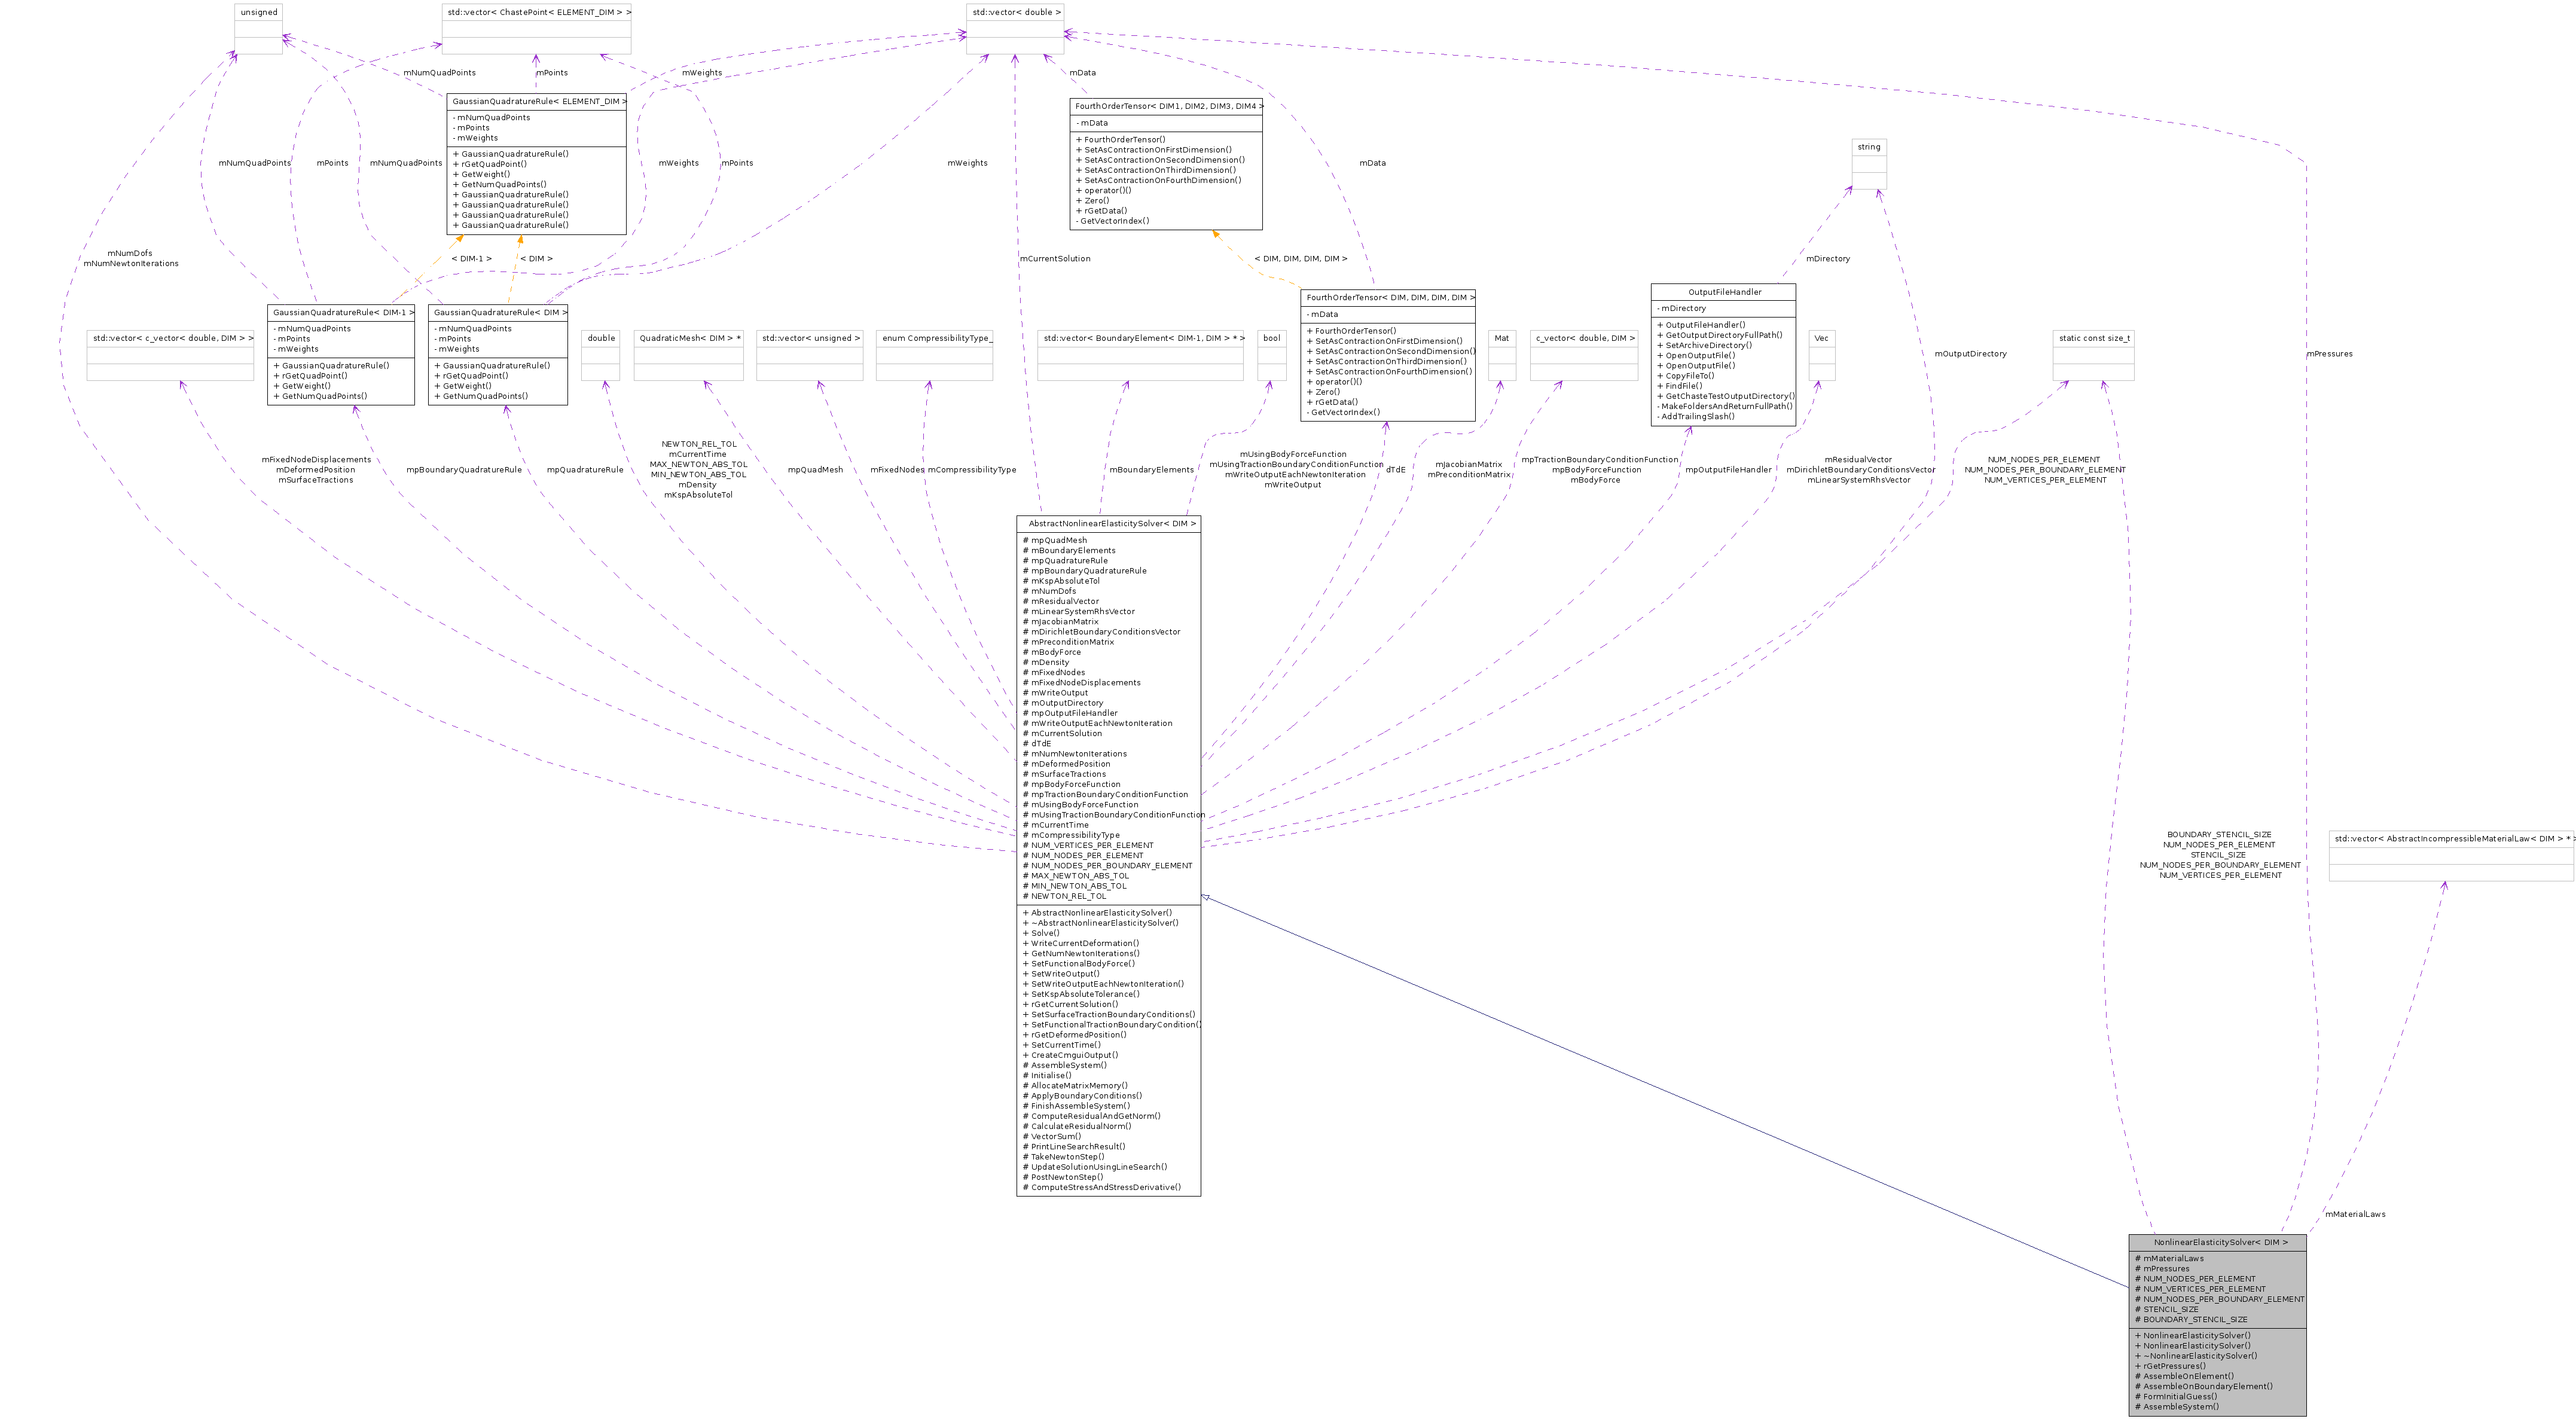 unsigned
std::vector< ChastePoint< ELEMENT_DIM > >
std::vector< double >
mNumQuadPoints
mPoints
mWeights
mData
GaussianQuadratureRule< ELEMENT_DIM >
- mNumQuadPoints
- mPoints
- mWeights
+ GaussianQuadratureRule()
+ rGetQuadPoint()
+ GetWeight()
+ GetNumQuadPoints()
+ GaussianQuadratureRule()
+ GaussianQuadratureRule()
+ GaussianQuadratureRule()
+ GaussianQuadratureRule()
FourthOrderTensor< DIM1, DIM2, DIM3, DIM4 >
- mData
+ FourthOrderTensor()
+ SetAsContractionOnFirstDimension()
+ SetAsContractionOnSecondDimension()
+ SetAsContractionOnThirdDimension()
+ SetAsContractionOnFourthDimension()
+ operator()()
+ Zero()
+ rGetData()
- GetVectorIndex()
string
mNumQuadPoints
mPoints
mNumQuadPoints
mWeights
mPoints
mWeights
mData
mNumDofs
mNumNewtonIterations
< DIM-1 >
< DIM >
mCurrentSolution
< DIM, DIM, DIM, DIM >
mDirectory
std::vector< c_vector< double, DIM > >
GaussianQuadratureRule< DIM-1 >
- mNumQuadPoints
- mPoints
- mWeights
+ GaussianQuadratureRule()
+ rGetQuadPoint()
+ GetWeight()
+ GetNumQuadPoints()
GaussianQuadratureRule< DIM >
- mNumQuadPoints
- mPoints
- mWeights
+ GaussianQuadratureRule()
+ rGetQuadPoint()
+ GetWeight()
+ GetNumQuadPoints()
double
QuadraticMesh< DIM > *
std::vector< unsigned >
enum CompressibilityType_
std::vector< BoundaryElement< DIM-1, DIM > * >
bool
FourthOrderTensor< DIM, DIM, DIM, DIM >
- mData
+ FourthOrderTensor()
+ SetAsContractionOnFirstDimension()
+ SetAsContractionOnSecondDimension()
+ SetAsContractionOnThirdDimension()
+ SetAsContractionOnFourthDimension()
+ operator()()
+ Zero()
+ rGetData()
- GetVectorIndex()
Mat
c_vector< double, DIM >
OutputFileHandler
- mDirectory
+ OutputFileHandler()
+ GetOutputDirectoryFullPath()
+ SetArchiveDirectory()
+ OpenOutputFile()
+ OpenOutputFile()
+ CopyFileTo()
+ FindFile()
+ GetChasteTestOutputDirectory()
- MakeFoldersAndReturnFullPath()
- AddTrailingSlash()
Vec
mOutputDirectory
static const size_t
mPressures
mFixedNodeDisplacements
mDeformedPosition
mSurfaceTractions
mpBoundaryQuadratureRule
mpQuadratureRule
NEWTON_REL_TOL
mCurrentTime
MAX_NEWTON_ABS_TOL
MIN_NEWTON_ABS_TOL
mDensity
mKspAbsoluteTol
mpQuadMesh
mFixedNodes
mCompressibilityType
mBoundaryElements
mUsingBodyForceFunction
mUsingTractionBoundaryConditionFunction
mWriteOutputEachNewtonIteration
mWriteOutput
dTdE
mJacobianMatrix
mPreconditionMatrix
mpTractionBoundaryConditionFunction
mpBodyForceFunction
mBodyForce
mpOutputFileHandler
mResidualVector
mDirichletBoundaryConditionsVector
mLinearSystemRhsVector
NUM_NODES_PER_ELEMENT
NUM_NODES_PER_BOUNDARY_ELEMENT
NUM_VERTICES_PER_ELEMENT
AbstractNonlinearElasticitySolver< DIM >
# mpQuadMesh
# mBoundaryElements
# mpQuadratureRule
# mpBoundaryQuadratureRule
# mKspAbsoluteTol
# mNumDofs
# mResidualVector
# mLinearSystemRhsVector
# mJacobianMatrix
# mDirichletBoundaryConditionsVector
# mPreconditionMatrix
# mBodyForce
# mDensity
# mFixedNodes
# mFixedNodeDisplacements
# mWriteOutput
# mOutputDirectory
# mpOutputFileHandler
# mWriteOutputEachNewtonIteration
# mCurrentSolution
# dTdE
# mNumNewtonIterations
# mDeformedPosition
# mSurfaceTractions
# mpBodyForceFunction
# mpTractionBoundaryConditionFunction
# mUsingBodyForceFunction
# mUsingTractionBoundaryConditionFunction
# mCurrentTime
# mCompressibilityType
# NUM_VERTICES_PER_ELEMENT
# NUM_NODES_PER_ELEMENT
# NUM_NODES_PER_BOUNDARY_ELEMENT
# MAX_NEWTON_ABS_TOL
# MIN_NEWTON_ABS_TOL
# NEWTON_REL_TOL
+ AbstractNonlinearElasticitySolver()
+ ~AbstractNonlinearElasticitySolver()
+ Solve()
+ WriteCurrentDeformation()
+ GetNumNewtonIterations()
+ SetFunctionalBodyForce()
+ SetWriteOutput()
+ SetWriteOutputEachNewtonIteration()
+ SetKspAbsoluteTolerance()
+ rGetCurrentSolution()
+ SetSurfaceTractionBoundaryConditions()
+ SetFunctionalTractionBoundaryCondition()
+ rGetDeformedPosition()
+ SetCurrentTime()
+ CreateCmguiOutput()
# AssembleSystem()
# Initialise()
# AllocateMatrixMemory()
# ApplyBoundaryConditions()
# FinishAssembleSystem()
# ComputeResidualAndGetNorm()
# CalculateResidualNorm()
# VectorSum()
# PrintLineSearchResult()
# TakeNewtonStep()
# UpdateSolutionUsingLineSearch()
# PostNewtonStep()
# ComputeStressAndStressDerivative()
BOUNDARY_STENCIL_SIZE
NUM_NODES_PER_ELEMENT
STENCIL_SIZE
NUM_NODES_PER_BOUNDARY_ELEMENT
NUM_VERTICES_PER_ELEMENT
std::vector< AbstractIncompressibleMaterialLaw< DIM > * >
mMaterialLaws
NonlinearElasticitySolver< DIM >
# mMaterialLaws
# mPressures
# NUM_NODES_PER_ELEMENT
# NUM_VERTICES_PER_ELEMENT
# NUM_NODES_PER_BOUNDARY_ELEMENT
# STENCIL_SIZE
# BOUNDARY_STENCIL_SIZE
+ NonlinearElasticitySolver()
+ NonlinearElasticitySolver()
+ ~NonlinearElasticitySolver()
+ rGetPressures()
# AssembleOnElement()
# AssembleOnBoundaryElement()
# FormInitialGuess()
# AssembleSystem()